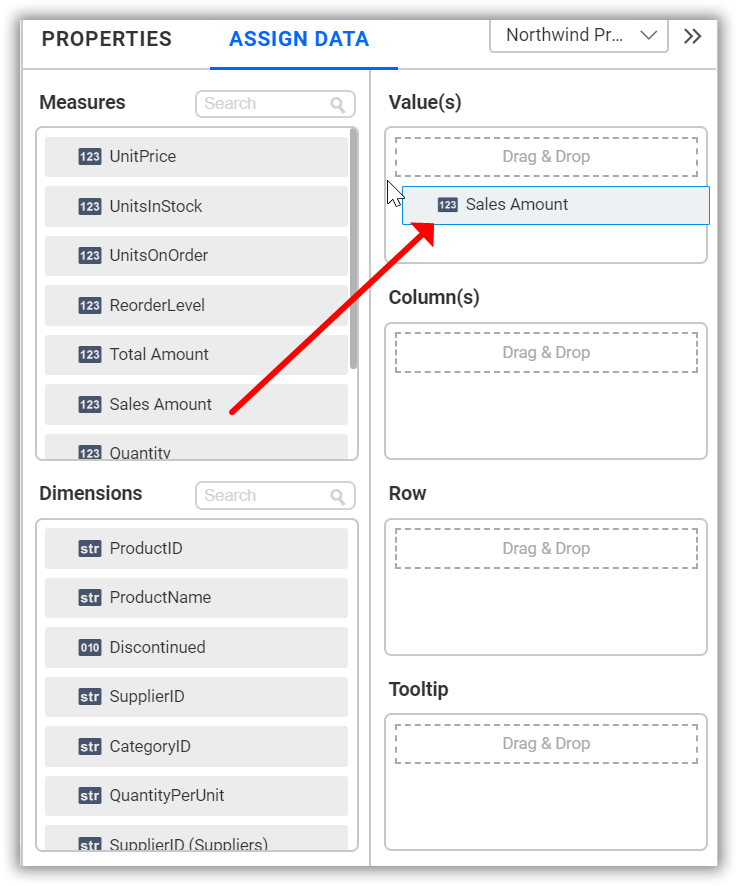 PROPERTIES
ASSIGN DATA
Northwind Pr...
Measures
Search
123 UnitPrice
123 UnitsInStock
123 UnitsOnOrder
123 ReorderLevel
123 Total Amount
123 Sales Amount
123 Quantity
Dimensions
Search
str ProductID
str ProductName
010 Discontinued
str SupplierID
str CategoryID
str QuantityPerUnit
str SupplierID (Suppliers)
Value(s)
Drag & Drop
123 Sales Amount
Column(s)
Drag & Drop
Row
Drag & Drop
Tooltip
Drag & Drop